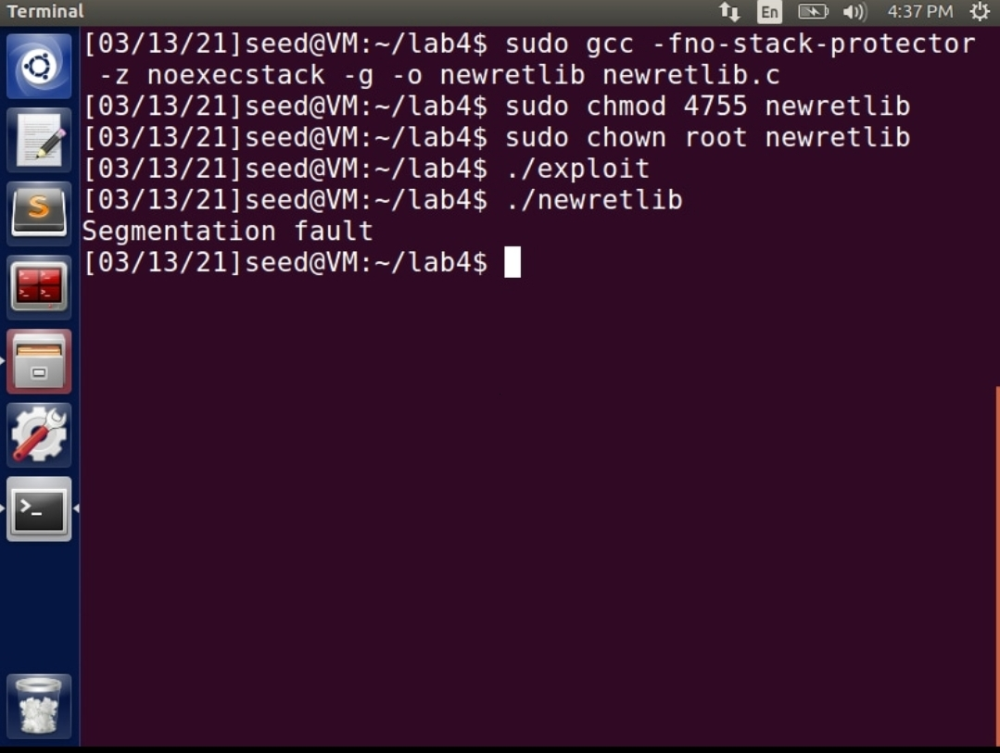 Terminal
En
4:37 PM
[03/13/21]seed@VM:~/lab4$ sudo gcc -fno-stack-protector
-z noexecstack -g -o newretlib newretlib.c
[03/13/21]seed@VM:~/lab4$ sudo chmod 4755 newretlib
[03/13/21]seed@VM:~/lab4$ sudo chown root newretlib
[03/13/21]seed@VM:~/lab4$ ./exploit
[03/13/21]seed@VM:~/lab4$ ./newretlib
Segmentation fault
[03/13/21]seed@VM:~/lab4$